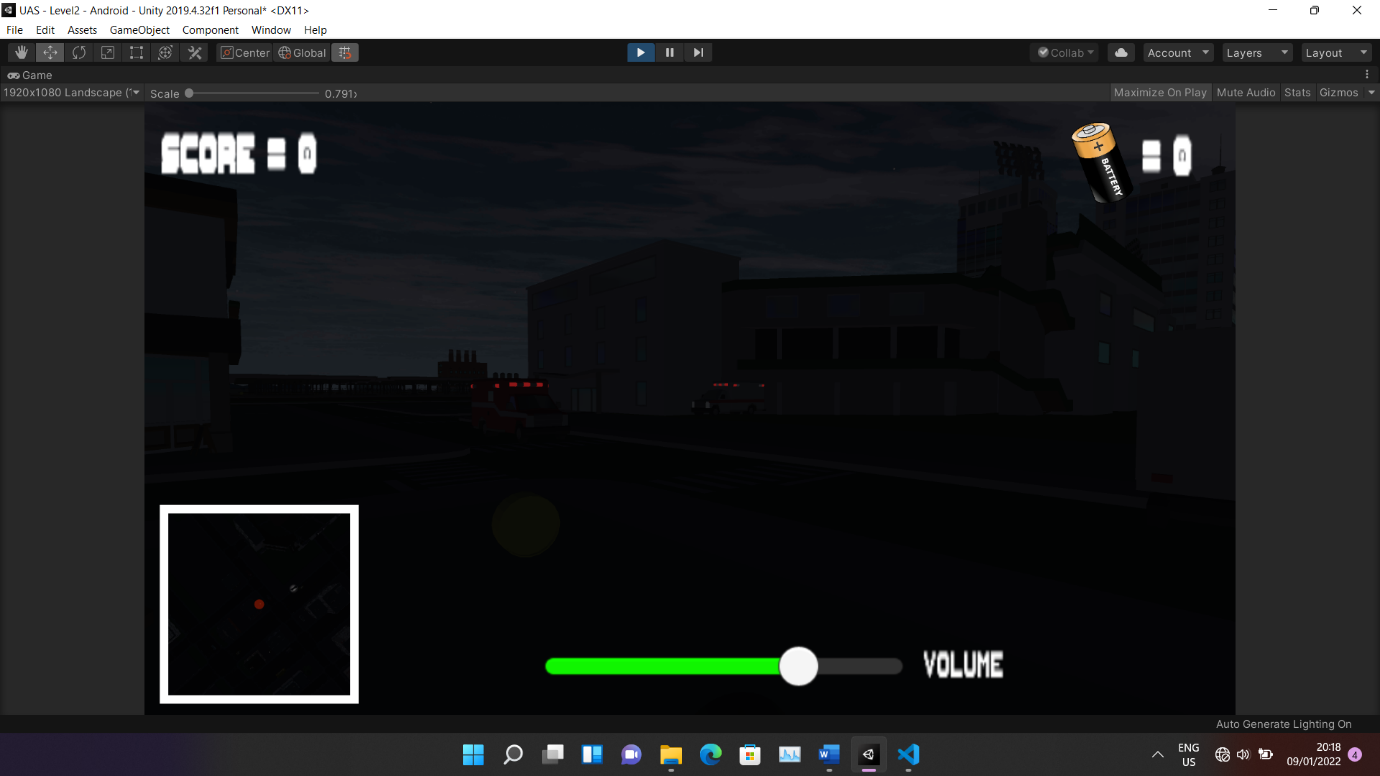 UAS - Level2 - Android - Unity 2019.4.32f1 Personal* <DX11>
File Edit Assets GameObject Component Window Help
Center Global Collab Account Layers Layout
Game
1920x1080 Landscape (1 Scale 0.791x Maximize On Play Mute Audio Stats Gizmos
SCORE = 0
BATTERY
= 0
VOLUME
Auto Generate Lighting On
ENG
US
20:18
09/01/2022
4